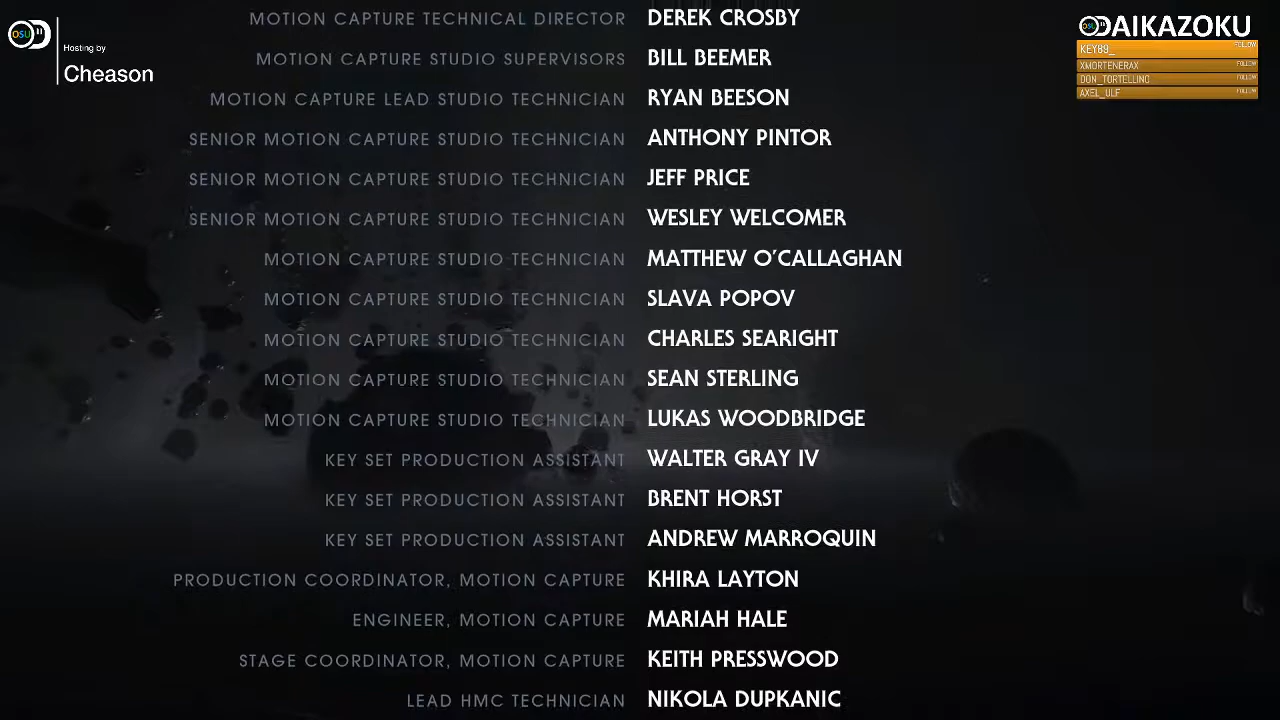 MOTION CAPTURE TECHNICAL DIRECTOR DEREK CROSBY
MOTION CAPTURE STUDIO SUPERVISORS BILL BEEMER
MOTION CAPTURE LEAD STUDIO TECHNICIAN RYAN BEESON
SENIOR MOTION CAPTURE STUDIO TECHNICIAN ANTHONY PINTOR
SENIOR MOTION CAPTURE STUDIO TECHNICIAN JEFF PRICE
SENIOR MOTION CAPTURE STUDIO TECHNICIAN WESLEY WELCOMER
MOTION CAPTURE STUDIO TECHNICIAN MATTHEW O'CALLAGHAN
MOTION CAPTURE STUDIO TECHNICIAN SLAVA POPOV
MOTION CAPTURE STUDIO TECHNICIAN CHARLES SEARIGHT
MOTION CAPTURE STUDIO TECHNICIAN SEAN STERLING
MOTION CAPTURE STUDIO TECHNICIAN LUKAS WOODBRIDGE
KEY SET PRODUCTION ASSISTANT WALTER GRAY IV
KEY SET PRODUCTION ASSISTANT BRENT HORST
KEY SET PRODUCTION ASSISTANT ANDREW MARROQUIN
PRODUCTION COORDINATOR, MOTION CAPTURE KHIRA LAYTON
ENGINEER, MOTION CAPTURE MARIAH HALE
STAGE COORDINATOR, MOTION CAPTURE KEITH PRESSWOOD
LEAD HMC TECHNICIAN NIKOLA DUPKANIC
OSU
Hosting by
Cheason
OSU DAIKAZOKU
KEY89_ FOLLOW
XMORTENERAX FOLLOW
DON_TORTELLINO FOLLOW
AXEL_ULF FOLLOW